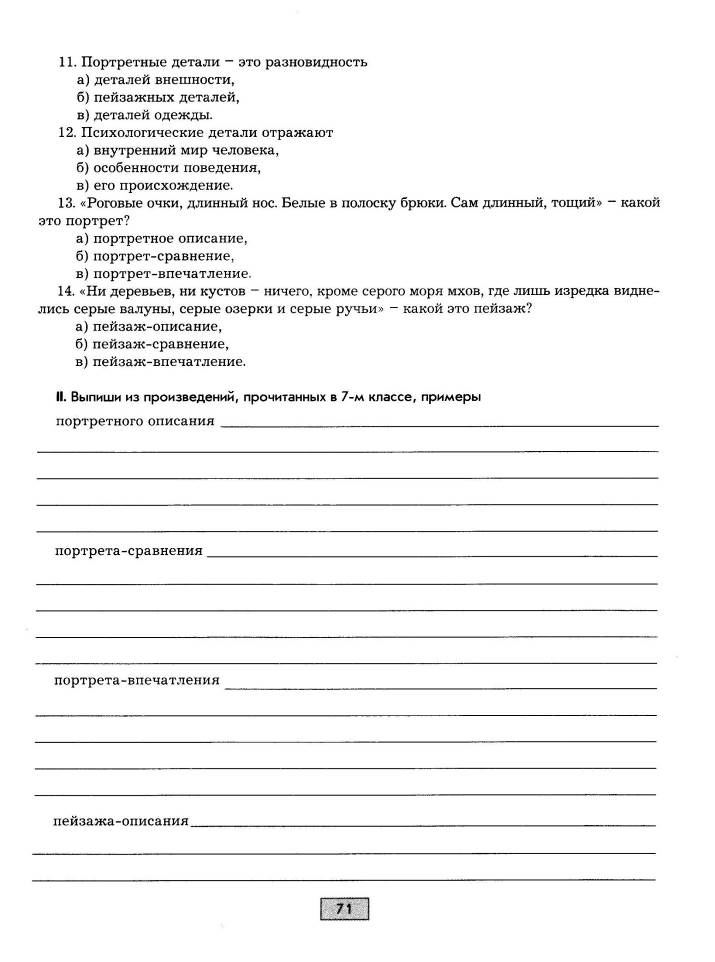 11. Портретные детали – это разновидность
а) деталей внешности,
б) пейзажных деталей,
в) деталей одежды.
12. Психологические детали отражают
а) внутренний мир человека,
б) особенности поведения,
в) его происхождение.
13. «Роговые очки, длинный нос. Белые в полоску брюки. Сам длинный, тощий» – какой
это портрет?
а) портретное описание,
б) портрет-сравнение,
в) портрет-впечатление.
14. «Ни деревьев, ни кустов – ничего, кроме серого моря мхов, где лишь изредка видне-
лись серые валуны, серые озерки и серые ручьи» – какой это пейзаж?
а) пейзаж-описание,
б) пейзаж-сравнение,
в) пейзаж-впечатление.
II. Выпиши из произведений, прочитанных в 7-м классе, примеры
портретного описания
портрета-сравнения
портрета-впечатления
пейзажа-описания
71